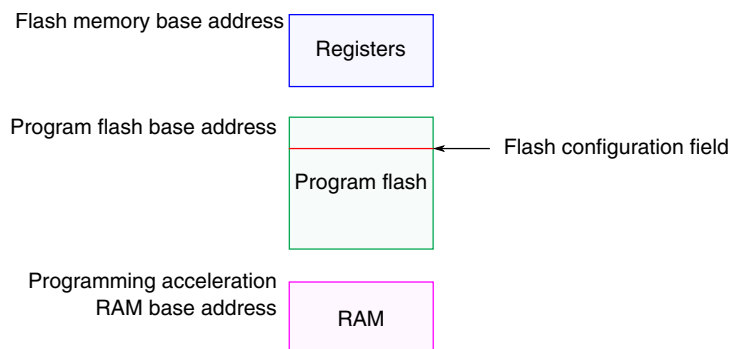 Flash memory base address
Registers
Program flash base address
Flash configuration field
Program flash
Programming acceleration
RAM base address
RAM